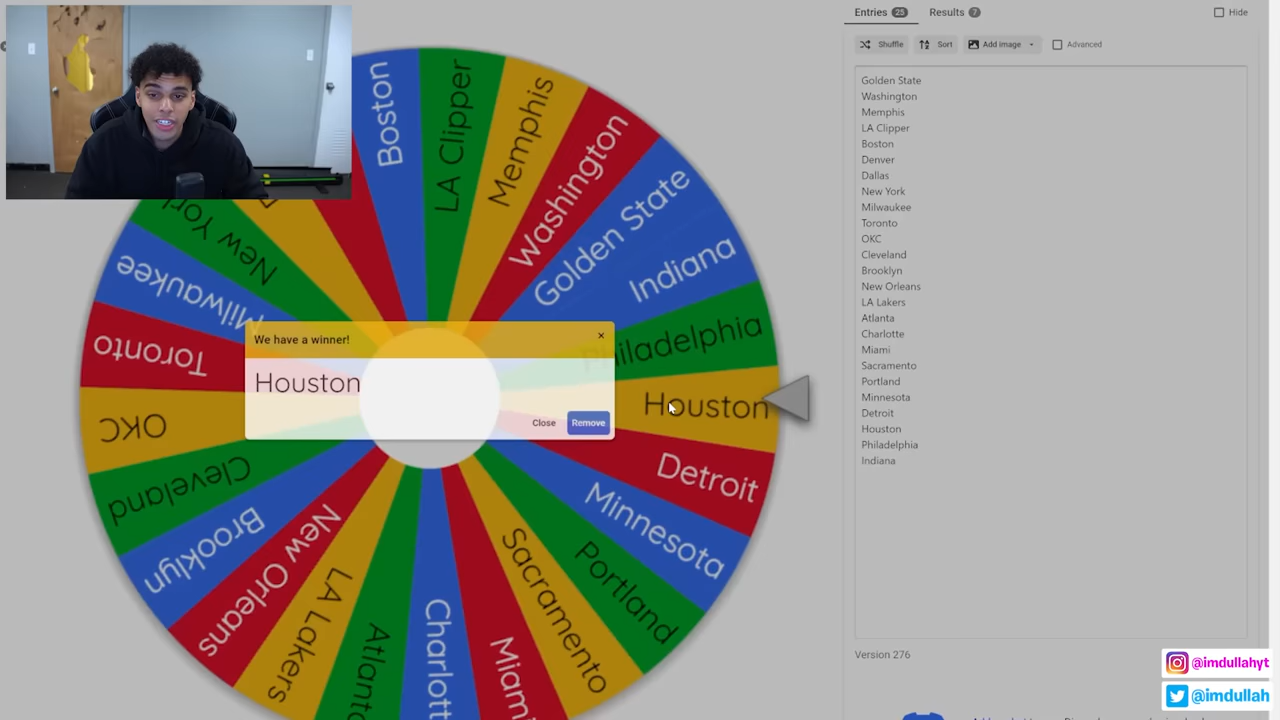 Entries 25
Results 7
Hide
Shuffle
Sort
Add image
Advanced
Golden State
Washington
Memphis
LA Clipper
Boston
Denver
Dallas
New York
Milwaukee
Toronto
OKC
Cleveland
Brooklyn
New Orleans
LA Lakers
Atlanta
Charlotte
Miami
Sacramento
Portland
Minnesota
Detroit
Houston
Philadelphia
Indiana
Version 276
@imdullahyt
@imdullah
We have a winner!
×
Houston
Close
Remove
Boston
LA Clipper
Memphis
Washington
Golden State
Indiana
Philadelphia
Houston
Detroit
Minnesota
Portland
Sacramento
Miami
Charlott
Atlanta
LA Lakers
New Orleans
Brooklyn
Cleveland
OKC
Toronto
Milwaukee
New York